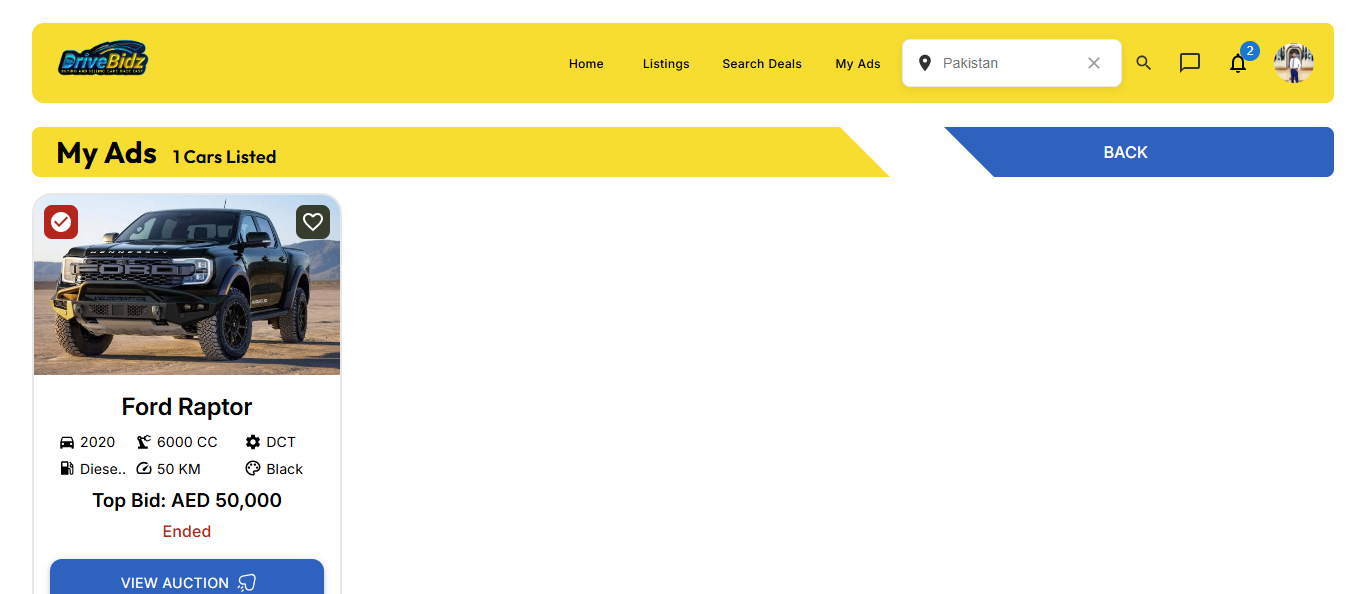 DriveBidz
BUYING AND SELLING CARS MADE EASY
Home Listings Search Deals My Ads Pakistan 2
My Ads 1 Cars Listed BACK
HENNESSEY
FORD
Ford Raptor
2020 6000 CC DCT
Diese.. 50 KM Black
Top Bid: AED 50,000
Ended
VIEW AUCTION